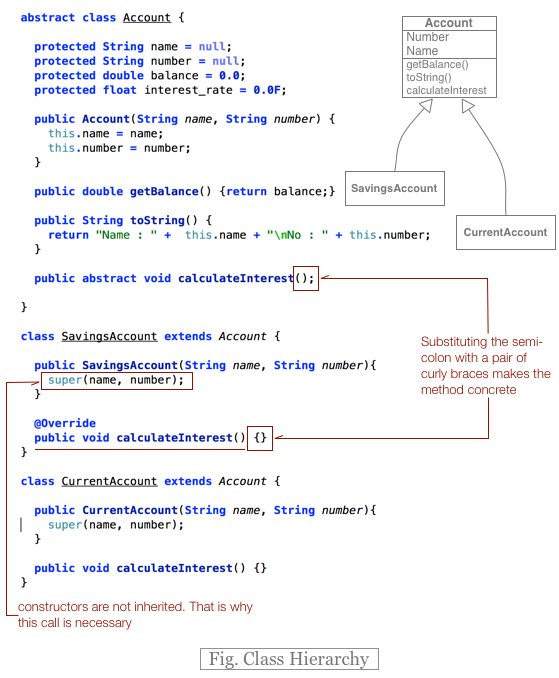 abstract class Account {
protected String name = null;
protected String number = null;
protected double balance = 0.0;
protected float interest_rate = 0.0F;
public Account(String name, String number) {
this.name = name;
this.number = number;
}
public double getBalance() {return balance;}
public String toString() {
return "Name : " +  this.name + "\nNo : " + this.number;
}
public abstract void calculateInterest();
}
class SavingsAccount extends Account {
public SavingsAccount(String name, String number){
super(name, number);
}
@Override
public void calculateInterest() {}
}
class CurrentAccount extends Account {
public CurrentAccount(String name, String number){
super(name, number);
}
public void calculateInterest() {}
}
Account
Number
Name
getBalance()
toString()
calculateInterest
SavingsAccount
CurrentAccount
Substituting the semi-
colon with a pair of
curly braces makes the
method concrete
constructors are not inherited. That is why
this call is necessary
Fig. Class Hierarchy